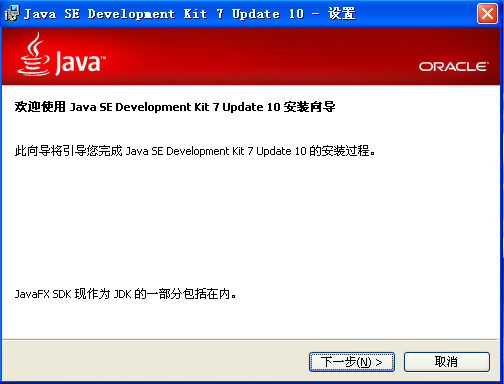 Java SE Development Kit 7 Update 10 - 设置
Java™
ORACLE®
欢迎使用 Java SE Development Kit 7 Update 10 安装向导
此向导将引导您完成 Java SE Development Kit 7 Update 10 的安装过程。
JavaFX SDK 现作为 JDK 的一部分包括在内。
下一步(N) >
取消